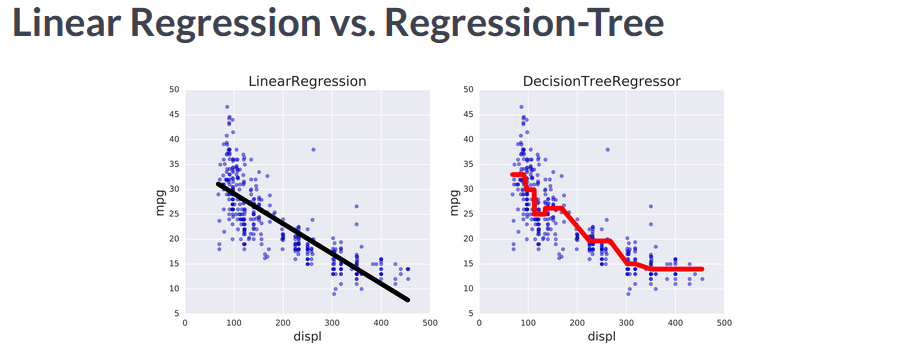 Linear Regression vs. Regression-Tree
LinearRegression
50
45
40
35
30
25
20
15
10
5
mpg
0 100 200 300 400 500
displ
DecisionTreeRegressor
50
45
40
35
30
25
20
15
10
5
mpg
0 100 200 300 400 500
displ